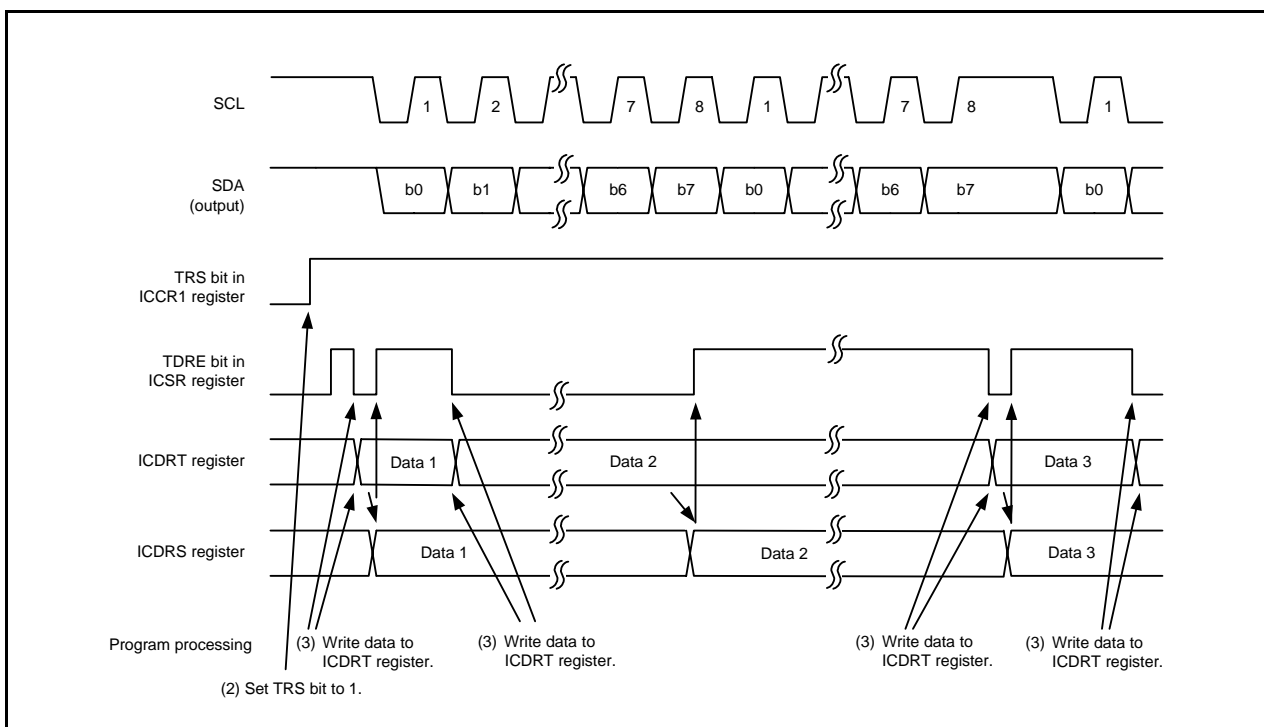 SCL
1 2 7 8 1 7 8 1
SDA
(output)
b0 b1 b6 b7 b0 b6 b7 b0
TRS bit in
ICCR1 register
TDRE bit in
ICSR register
ICDRT register
Data 1 Data 2 Data 3
ICDRS register
Data 1 Data 2 Data 3
Program processing
(3) Write data to
ICDRT register.
(3) Write data to
ICDRT register.
(3) Write data to
ICDRT register.
(3) Write data to
ICDRT register.
(2) Set TRS bit to 1.